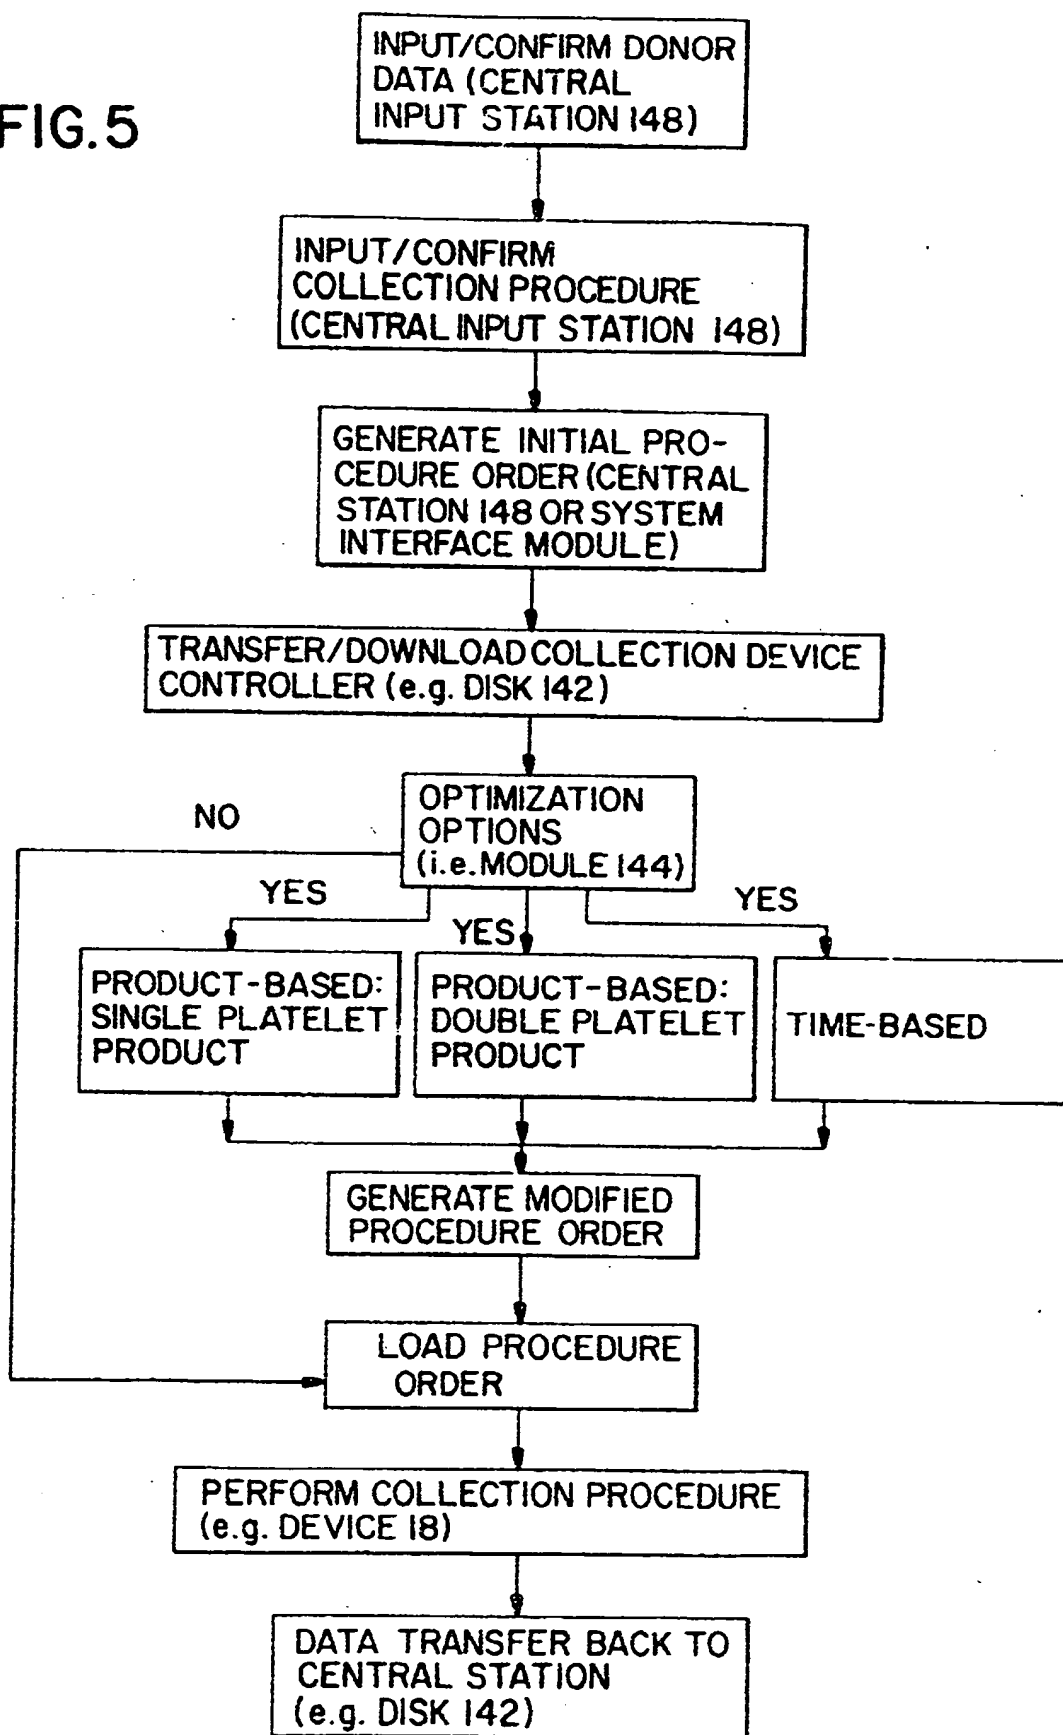 FIG.5
INPUT/CONFIRM DONOR
DATA (CENTRAL
INPUT STATION 148)
INPUT/CONFIRM
COLLECTION PROCEDURE
(CENTRAL INPUT STATION 148)
GENERATE INITIAL PRO-
CEDURE ORDER (CENTRAL
STATION 148 OR SYSTEM
INTERFACE MODULE)
TRANSFER/DOWNLOAD COLLECTION DEVICE
CONTROLLER (e.g. DISK 142)
OPTIMIZATION
OPTIONS
(i.e. MODULE 144)
NO
YES
YES
YES
PRODUCT-BASED:
SINGLE PLATELET
PRODUCT
PRODUCT-BASED:
DOUBLE PLATELET
PRODUCT
TIME-BASED
GENERATE MODIFIED
PROCEDURE ORDER
LOAD PROCEDURE
ORDER
PERFORM COLLECTION PROCEDURE
(e.g. DEVICE 18)
DATA TRANSFER BACK TO
CENTRAL STATION
(e.g. DISK 142)